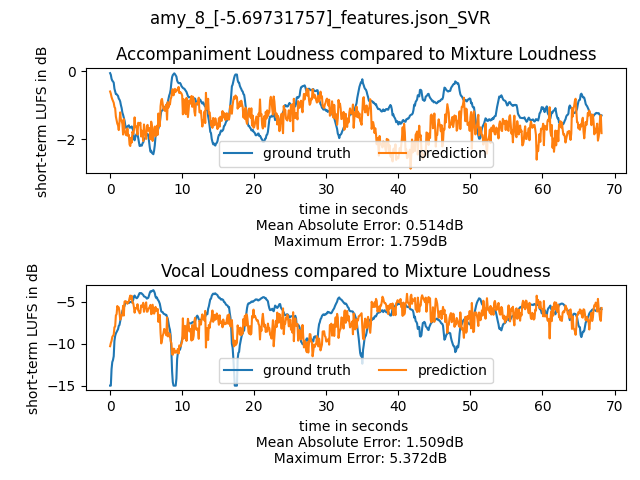 amy_8_[-5.69731757]_features.json_SVR
Accompaniment Loudness compared to Mixture Loudness
short-term LUFS in dB
0
−2
ground truth
prediction
0 10 20 30 40 50 60 70
time in seconds
Mean Absolute Error: 0.514dB
Maximum Error: 1.759dB
Vocal Loudness compared to Mixture Loudness
short-term LUFS in dB
−5
−10
−15
ground truth
prediction
0 10 20 30 40 50 60 70
time in seconds
Mean Absolute Error: 1.509dB
Maximum Error: 5.372dB